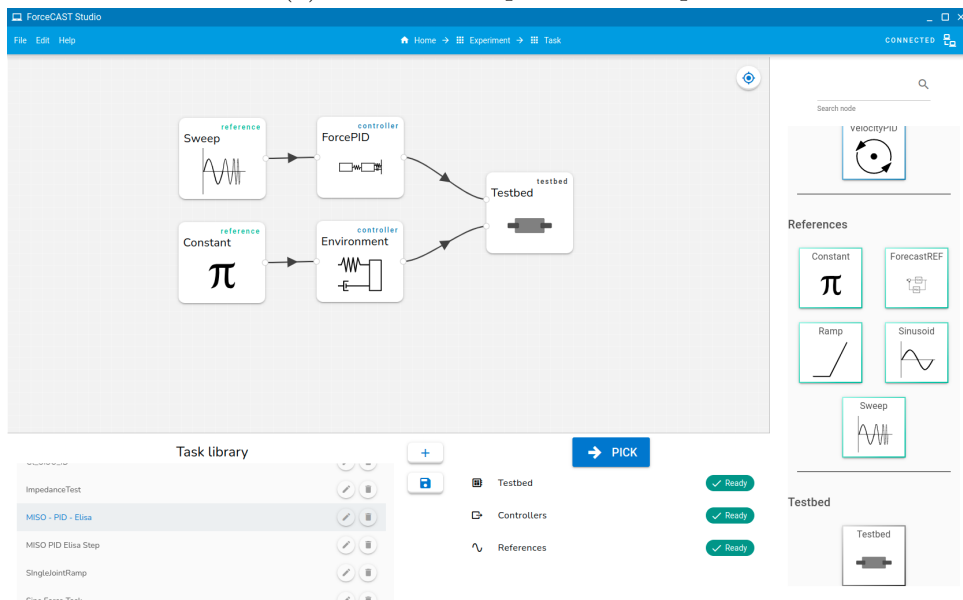 ForceCAST Studio
File Edit Help
Home → Experiment → Task
CONNECTED
Search node
VelocityPID
reference
Sweep
controller
ForcePID
testbed
Testbed
reference
Constant
π
controller
Environment
References
Constant
π
ForecastREF
Ramp
Sinusoid
Sweep
Testbed
Testbed
Task library
+
→ PICK
ImpedanceTest
MISO - PID - Elisa
MISO PID Elisa Step
SIngleJointRamp
Testbed
Ready
Controllers
Ready
References
Ready